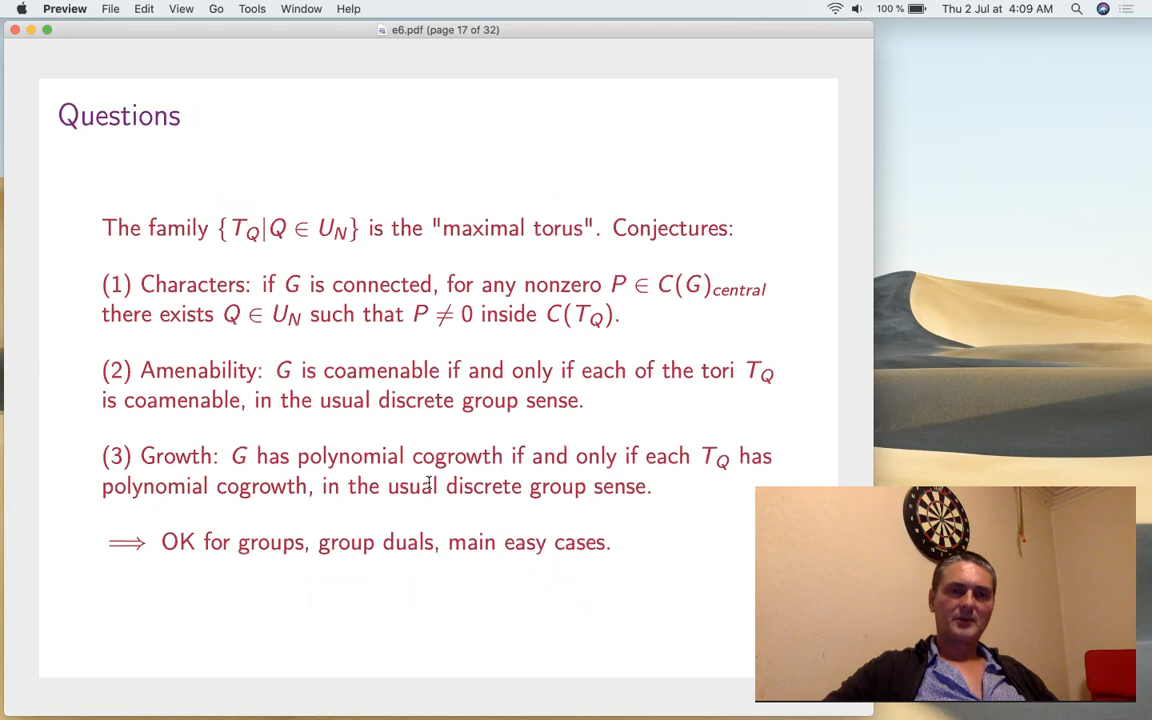 Preview File Edit View Go Tools Window Help 100 % Thu 2 Jul at 4:09 AM
e6.pdf (page 17 of 32)
Questions
The family {T_Q|Q ∈ U_N} is the "maximal torus". Conjectures:
(1) Characters: if G is connected, for any nonzero P ∈ C(G)_central
there exists Q ∈ U_N such that P ≠ 0 inside C(T_Q).
(2) Amenability: G is coamenable if and only if each of the tori T_Q
is coamenable, in the usual discrete group sense.
(3) Growth: G has polynomial cogrowth if and only if each T_Q has
polynomial cogrowth, in the usual discrete group sense.
⟹ OK for groups, group duals, main easy cases.